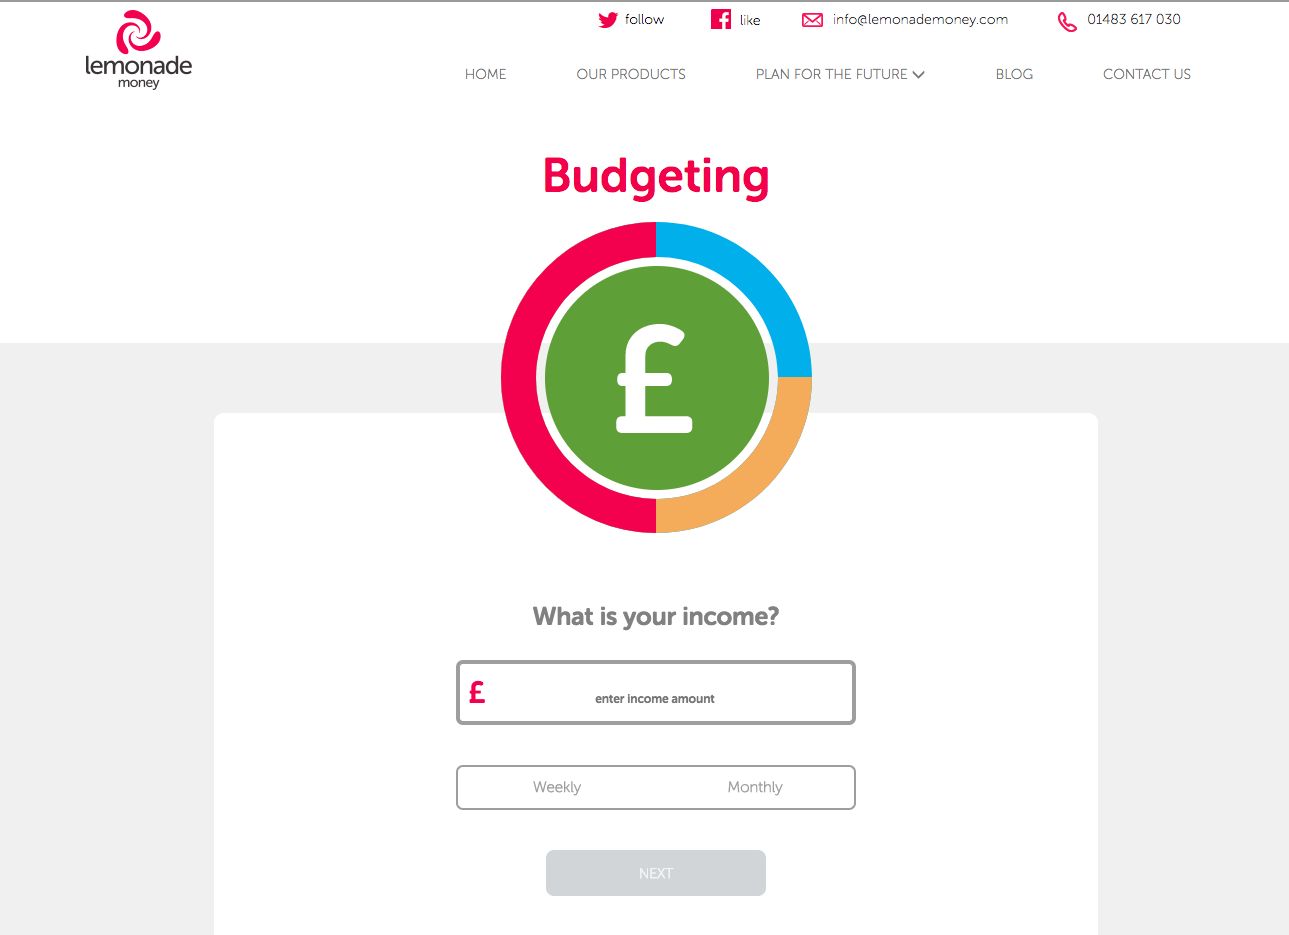 follow
like
info@lemonademoney.com
01483 617 030
lemonade
money
HOME
OUR PRODUCTS
PLAN FOR THE FUTURE
BLOG
CONTACT US
Budgeting
£
What is your income?
£ enter income amount
Weekly
Monthly
NEXT